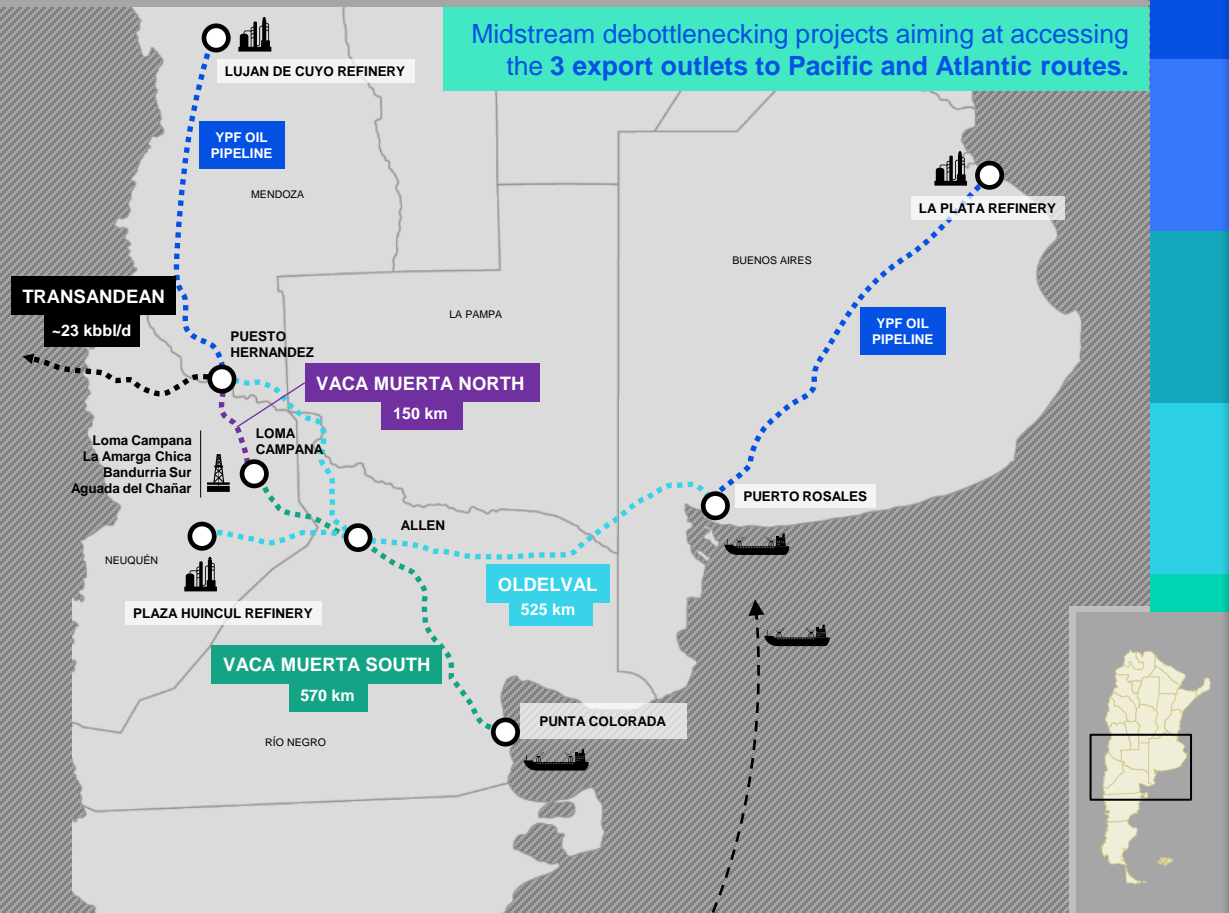 Midstream debottlenecking projects aiming at accessing
the 3 export outlets to Pacific and Atlantic routes.
LUJAN DE CUYO REFINERY
YPF OIL
PIPELINE
MENDOZA
LA PLATA REFINERY
BUENOS AIRES
TRANSANDEAN
~23 kbbl/d
LA PAMPA
YPF OIL
PIPELINE
PUESTO
HERNANDEZ
VACA MUERTA NORTH
150 km
Loma Campana
La Amarga Chica
Bandurria Sur
Aguada del Chañar
LOMA
CAMPANA
PUERTO ROSALES
ALLEN
NEUQUÉN
OLDELVAL
525 km
PLAZA HUINCUL REFINERY
VACA MUERTA SOUTH
570 km
PUNTA COLORADA
RÍO NEGRO